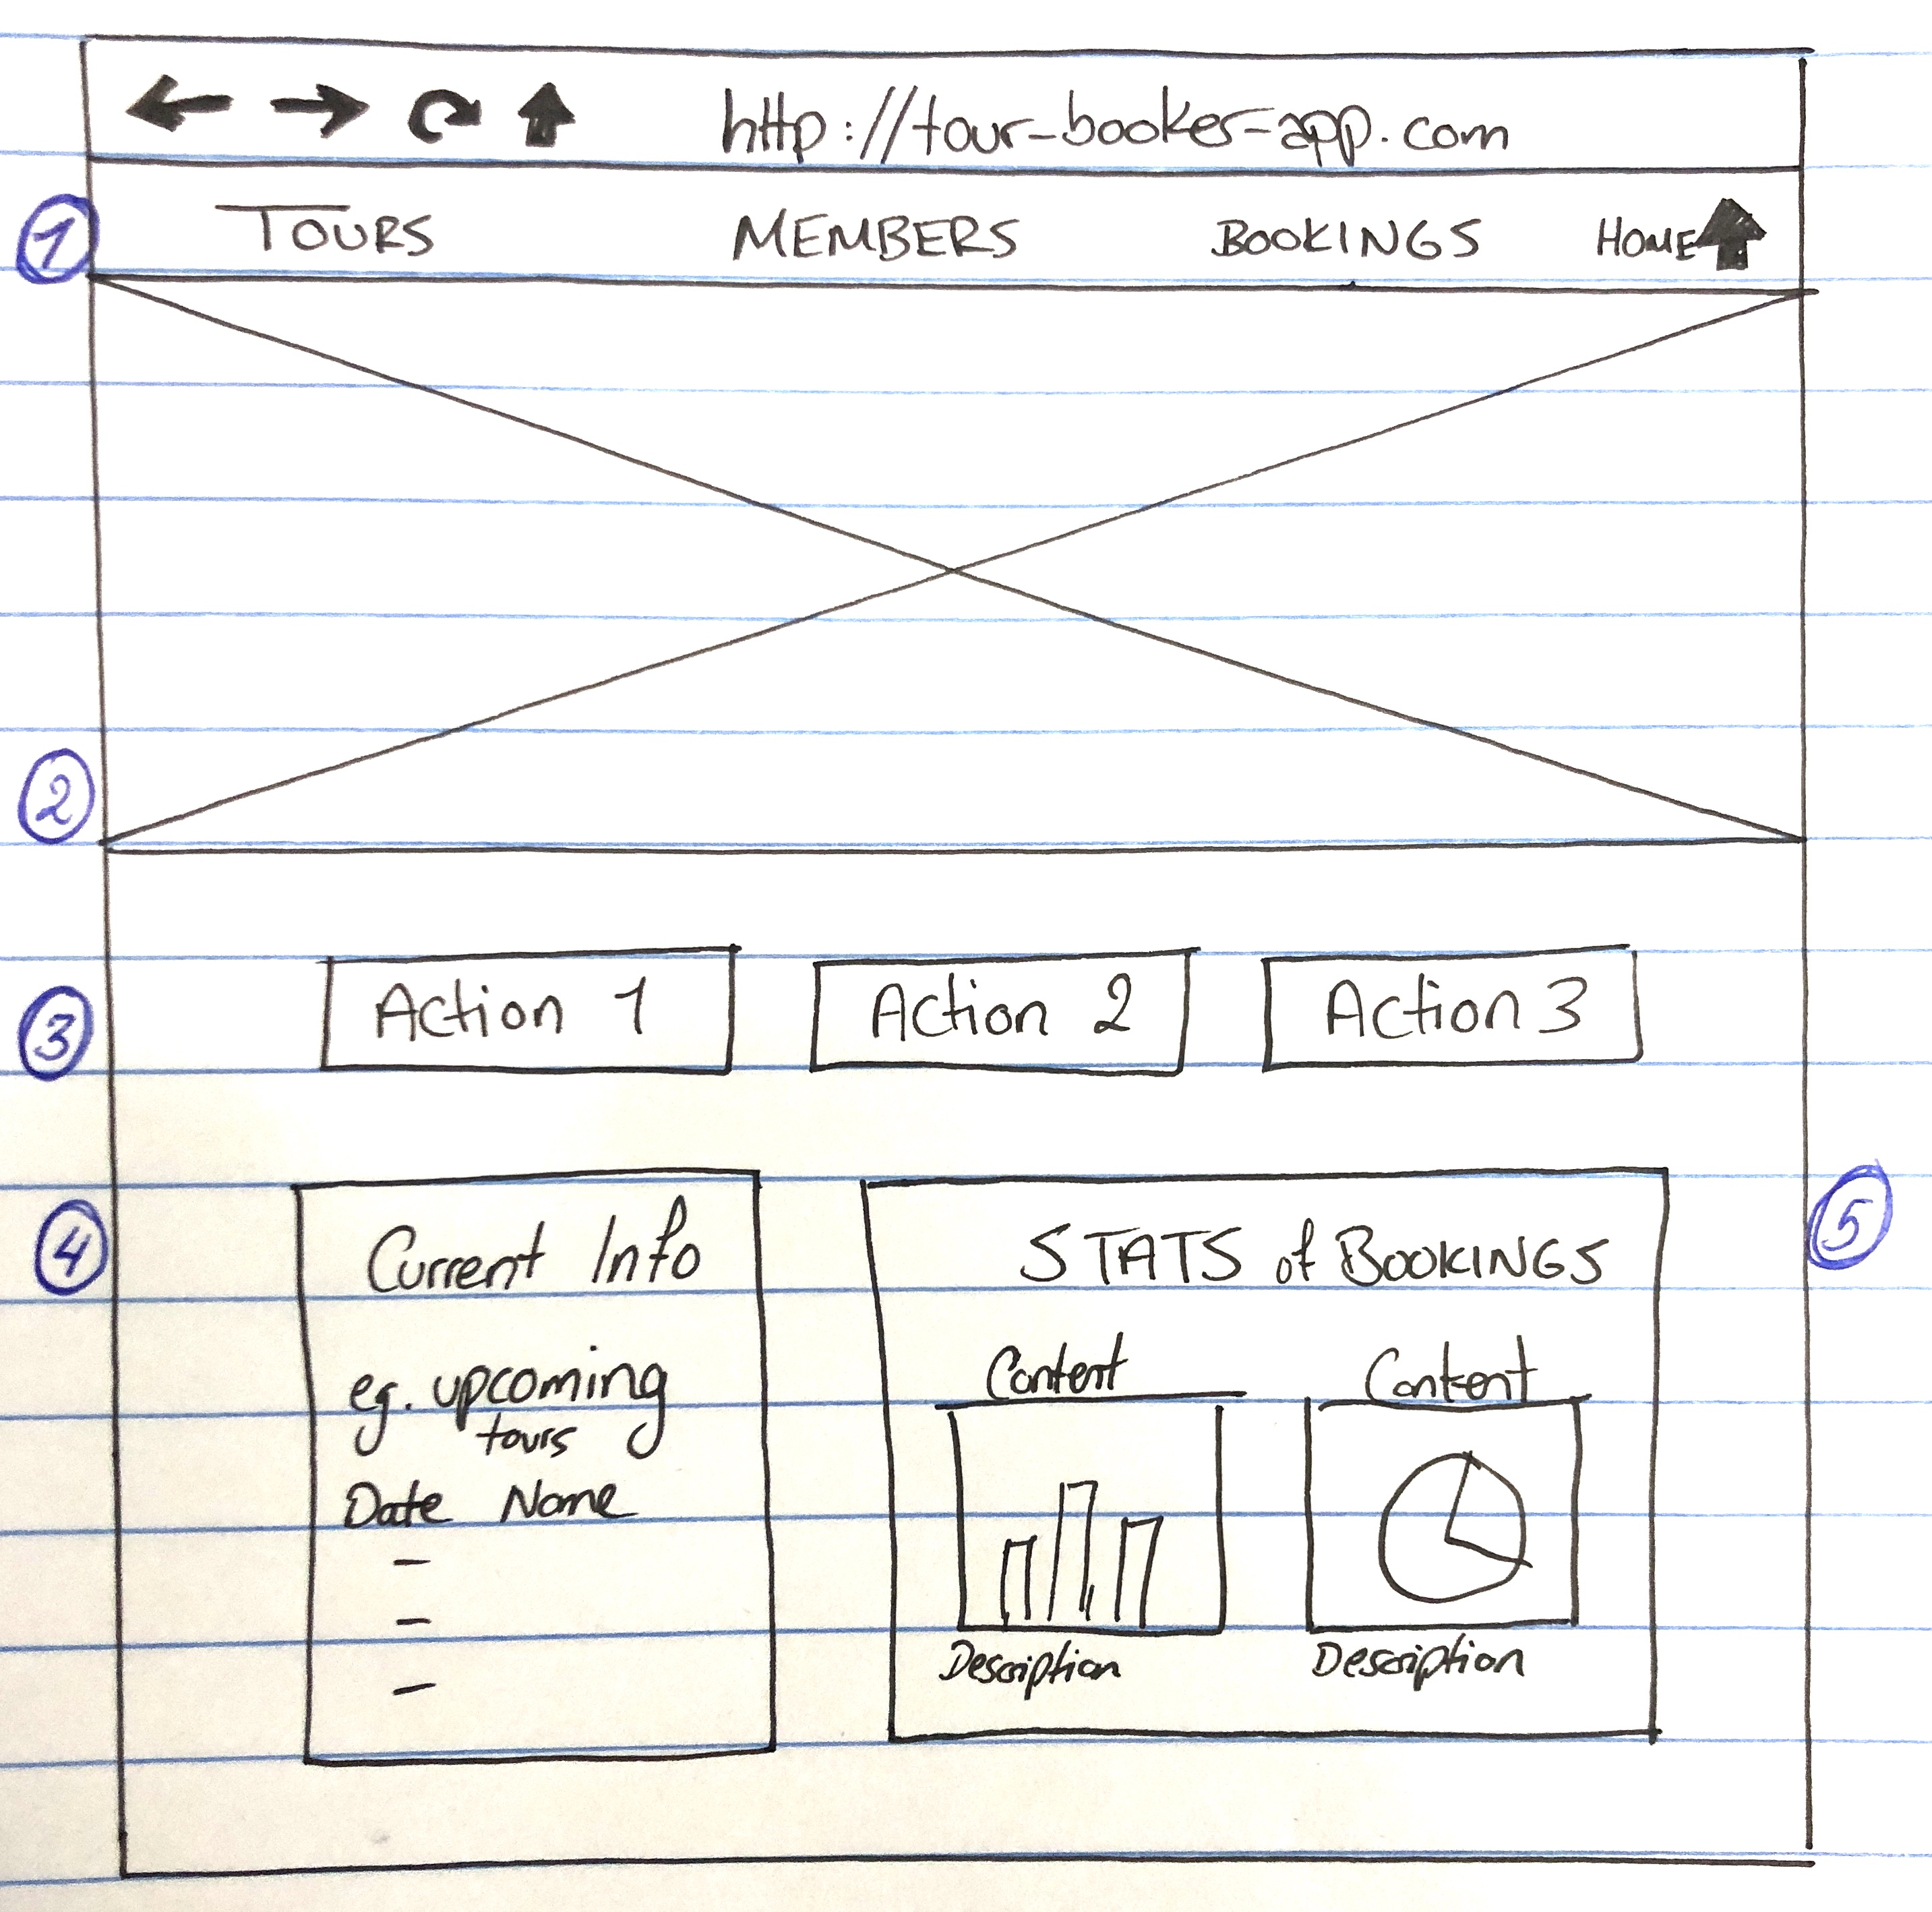 http://tour-booker-app.com
1 TOURS MEMBERS BOOKINGS HOME
2
3 Action 1 Action 2 Action 3
4 Current Info
eg. upcoming
tours
Date Name
–
–
–
5
STATS of BOOKINGS
Content Content
Description Description